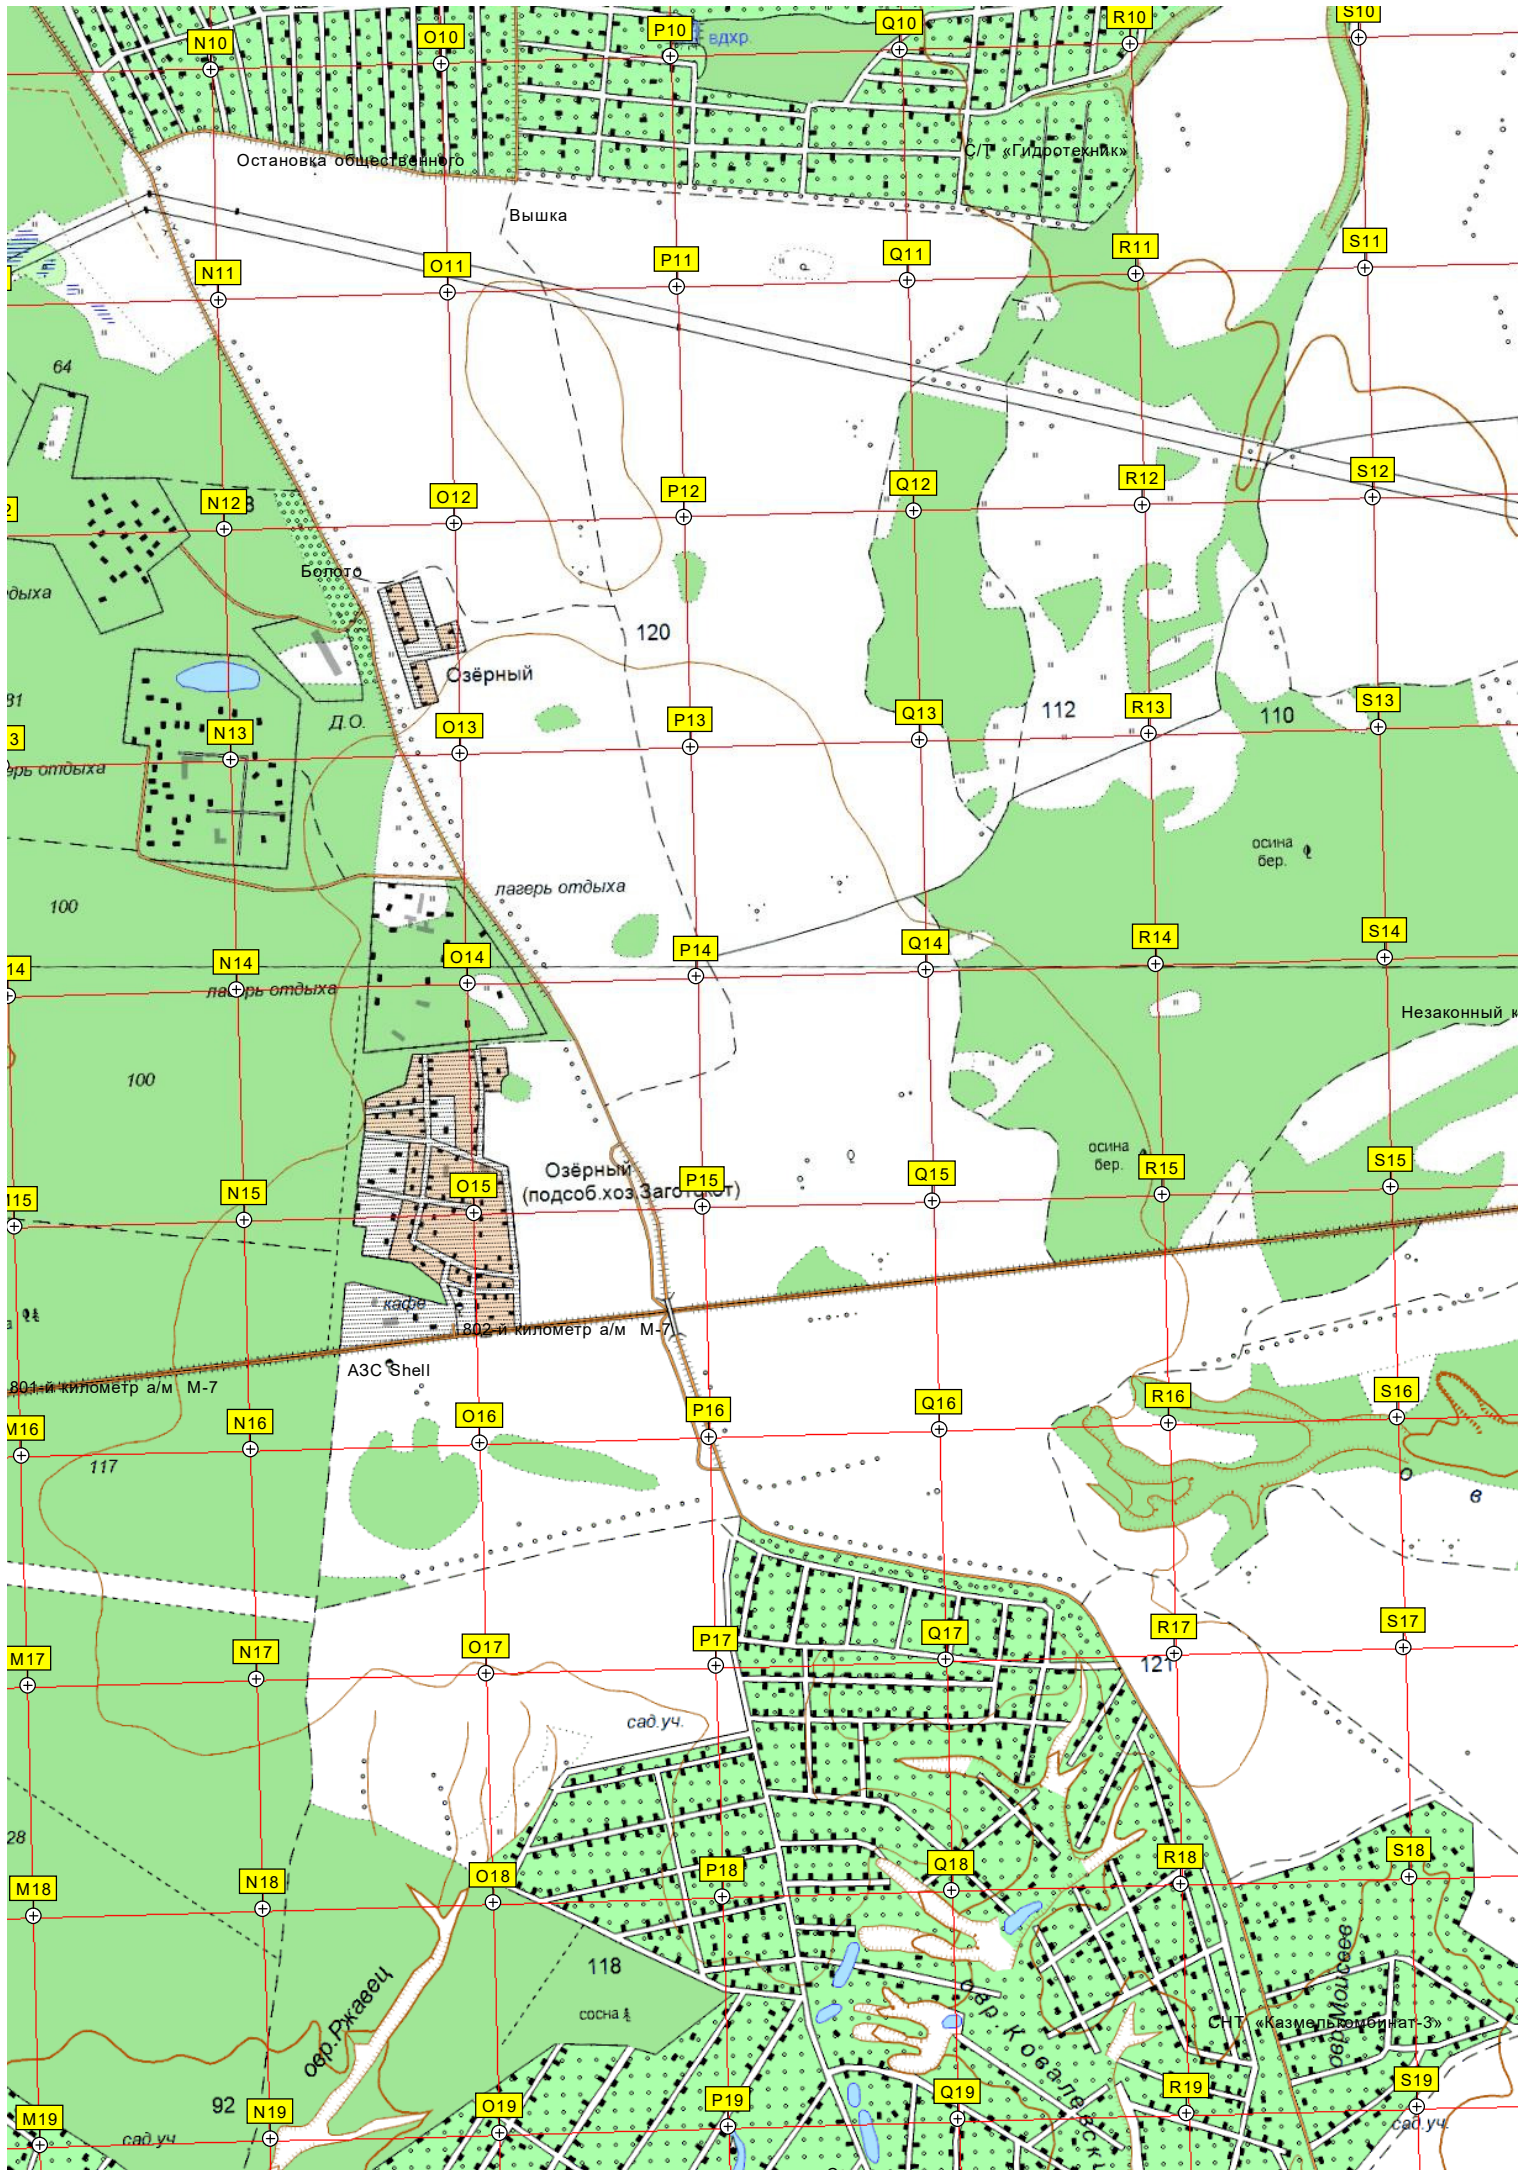 N10
O10
P10
вдхр.
Q10
R10
S10
Остановка общественного
С/Т «Гидротехник»
Вышка
N11
O11
P11
Q11
R11
S11
64
N12
O12
P12
Q12
R12
S12
Болото
120
Озёрный
Д.О.
N13
O13
P13
Q13
112
R13
110
S13
осина
бер.
лагерь отдыха
100
14
N14
O14
P14
Q14
R14
S14
лагерь отдыха
Незаконный
100
осина
бер.
Озёрный
(подсоб.хоз.Заготскот)
N15
O15
P15
Q15
R15
S15
кафе
802-й километр а/м М-7
АЗС Shell
801-й километр а/м М-7
M16
N16
O16
P16
Q16
R16
S16
117
о
в
M17
N17
O17
P17
Q17
R17
S17
121
сад.уч.
28
M18
N18
O18
P18
Q18
R18
S18
118
сосна
овр.Ржавец
овр. Ковалевск
овр.Моисеев
СНТ «Казмелькомбинат-3»
92
M19
N19
O19
P19
Q19
R19
S19
сад.уч
сад.уч.